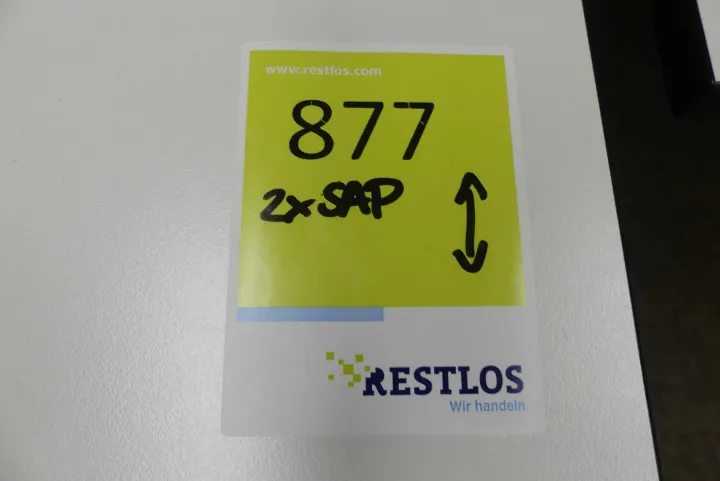 www.restlos.com
877
2x SAP
RESTLOS
Wir handeln